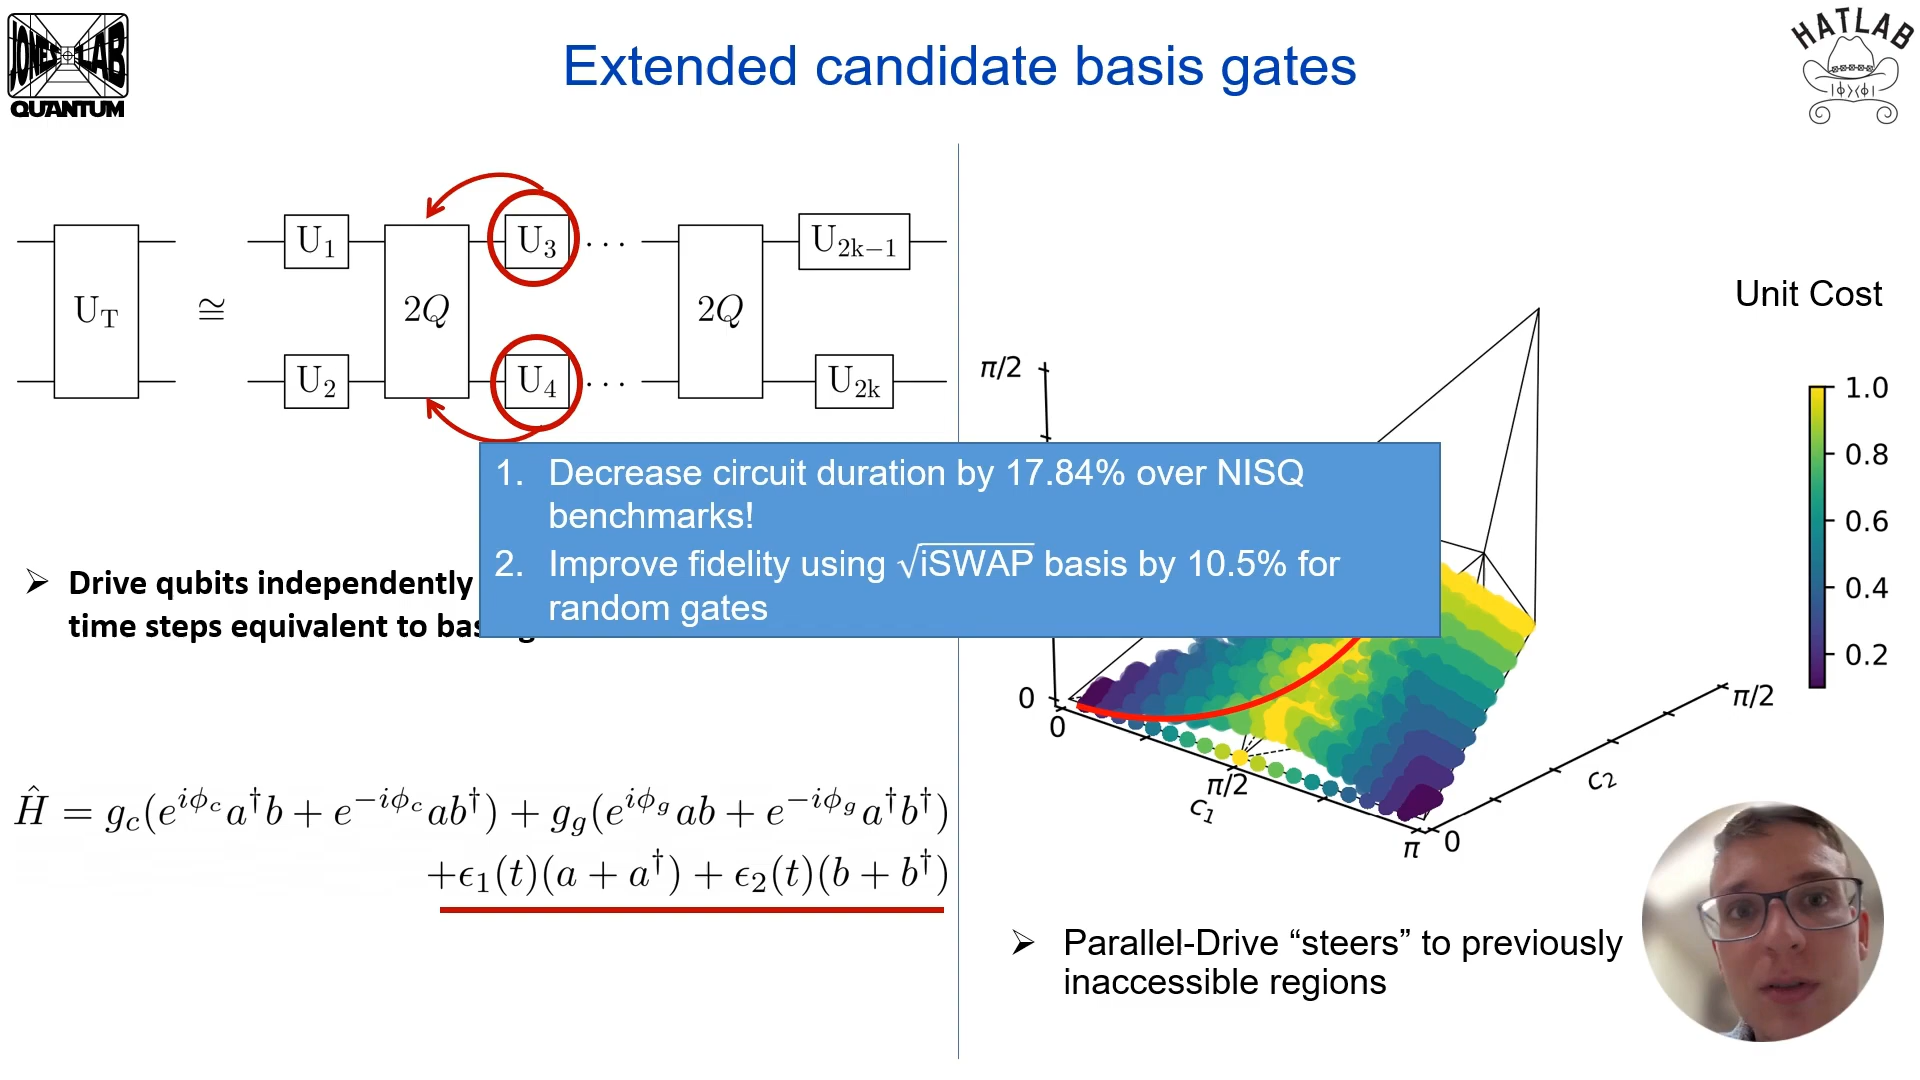 JONES LAB
QUANTUM
Extended candidate basis gates
HATLAB
|ϕ⟩⟨ϕ|
U_T
≅
U_1
U_2
2Q
U_3
U_4
...
...
2Q
U_{2k−1}
U_{2k}
➢ Drive qubits independently
time steps equivalent to bas
1. Decrease circuit duration by 17.84% over NISQ
benchmarks!
2. Improve fidelity using √iSWAP basis by 10.5% for
random gates
Ĥ = g_c(e^{iϕ_c}a†b + e^{−iϕ_c}ab†) + g_g(e^{iϕ_g}ab + e^{−iϕ_g}a†b†)
+ϵ_1(t)(a + a†) + ϵ_2(t)(b + b†)
Unit Cost
1.0
0.8
0.6
0.4
0.2
π/2
0
0
π/2
c_1
π
0
c_2
π/2
➢ Parallel-Drive “steers” to previously
inaccessible regions